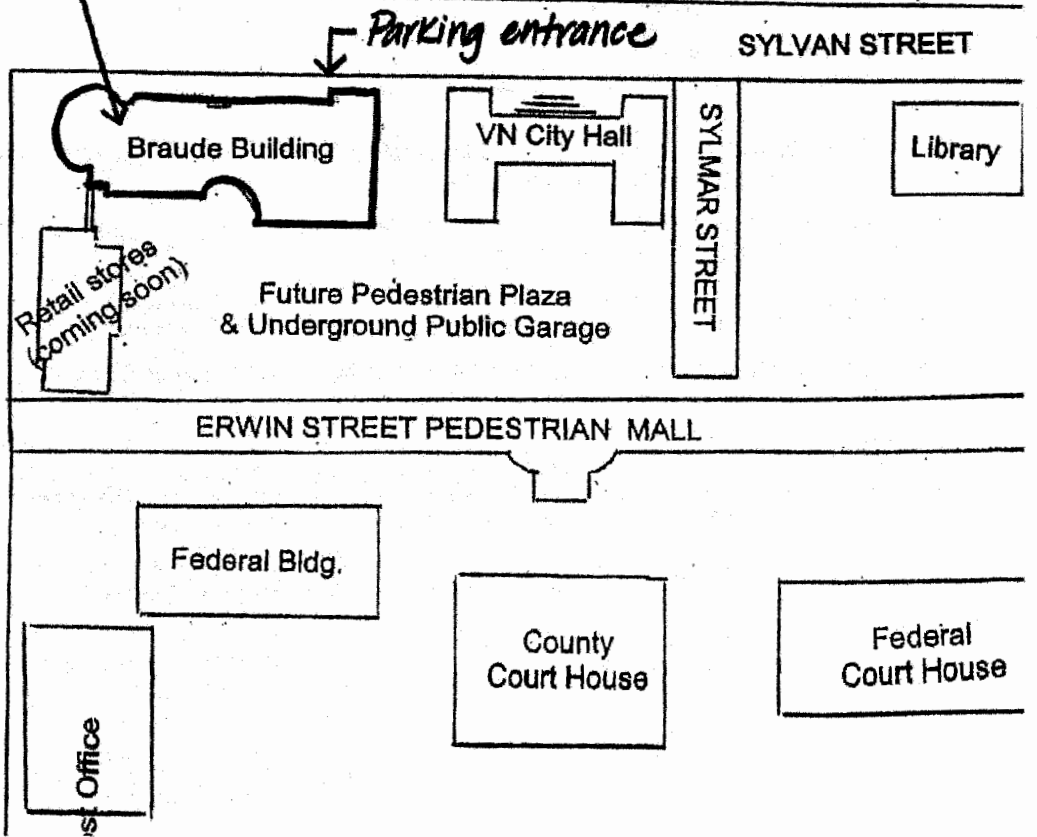 Parking entrance
SYLVAN STREET
Braude Building
VN City Hall
SYLMAR STREET
Library
Retail stores
(coming soon)
Future Pedestrian Plaza
& Underground Public Garage
ERWIN STREET PEDESTRIAN MALL
Federal Bldg.
County
Court House
Federal
Court House
st Office